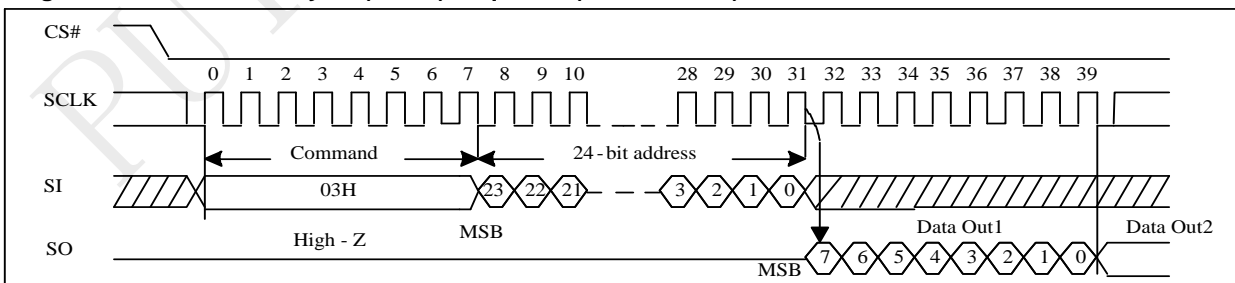 CS#
0 1 2 3 4 5 6 7 8 9 10 28 29 30 31 32 33 34 35 36 37 38 39
SCLK
Command 24-bit address
SI 03H 23 22 21 3 2 1 0
High - Z MSB Data Out1 Data Out2
SO MSB 7 6 5 4 3 2 1 0